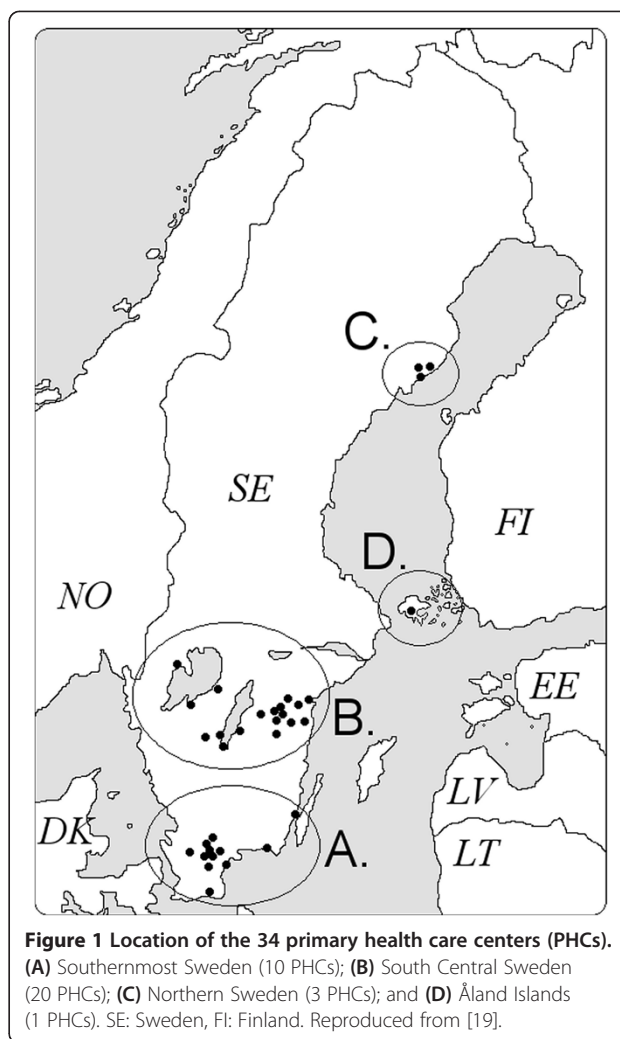 C.
SE
FI
D.
NO
B.
EE
LV
DK
A.
LT
Figure 1 Location of the 34 primary health care centers (PHCs).
(A) Southernmost Sweden (10 PHCs); (B) South Central Sweden
(20 PHCs); (C) Northern Sweden (3 PHCs); and (D) Åland Islands
(1 PHCs). SE: Sweden, FI: Finland. Reproduced from [19].